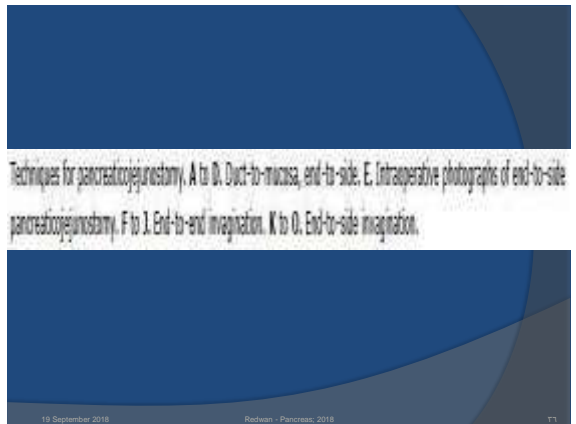 Techniques for pancreaticojejunostomy. A to D. Duct-to-mucosa, end-to-side. E. Intraoperative photographs of end-to-side
pancreaticojejunostomy. F to J. End-to-end invagination. K to O. End-to-side invagination.
19 September 2018 Redwan - Pancreas; 2018 ٣٦